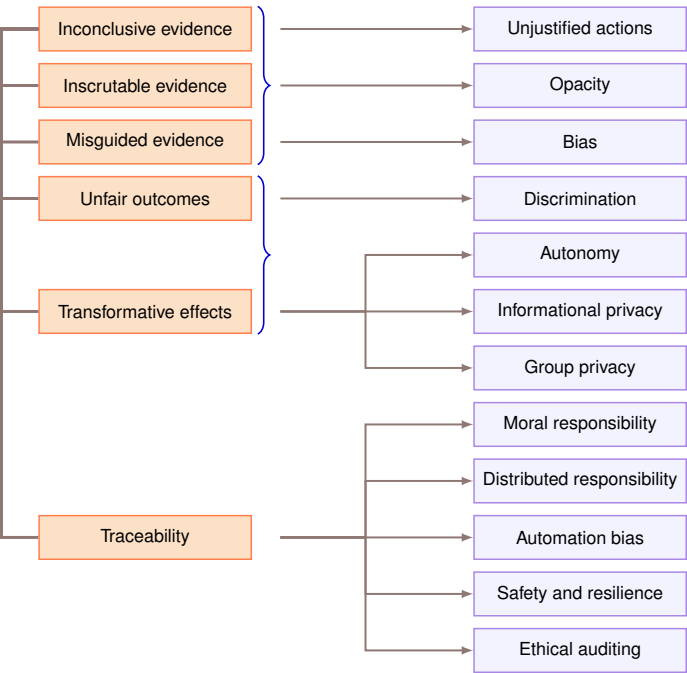 Inconclusive evidence
Unjustified actions
Inscrutable evidence
Opacity
Misguided evidence
Bias
Unfair outcomes
Discrimination
Autonomy
Transformative effects
Informational privacy
Group privacy
Moral responsibility
Distributed responsibility
Traceability
Automation bias
Safety and resilience
Ethical auditing